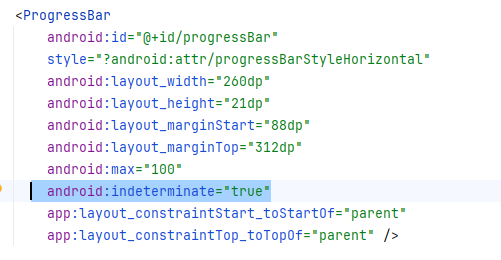 <ProgressBar
android:id="@+id/progressBar"
style="?android:attr/progressBarStyleHorizontal"
android:layout_width="260dp"
android:layout_height="21dp"
android:layout_marginStart="88dp"
android:layout_marginTop="312dp"
android:max="100"
android:indeterminate="true"
app:layout_constraintStart_toStartOf="parent"
app:layout_constraintTop_toTopOf="parent" />